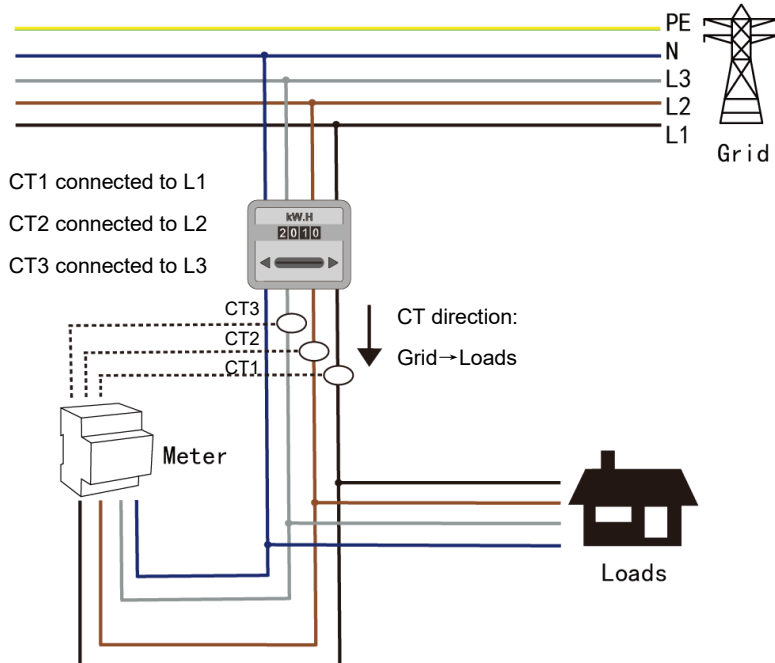 PE
N
L3
L2
L1
Grid
CT1 connected to L1
CT2 connected to L2
CT3 connected to L3
kW.H
2010
CT3
CT2
CT1
CT direction:
Grid→Loads
Meter
Loads